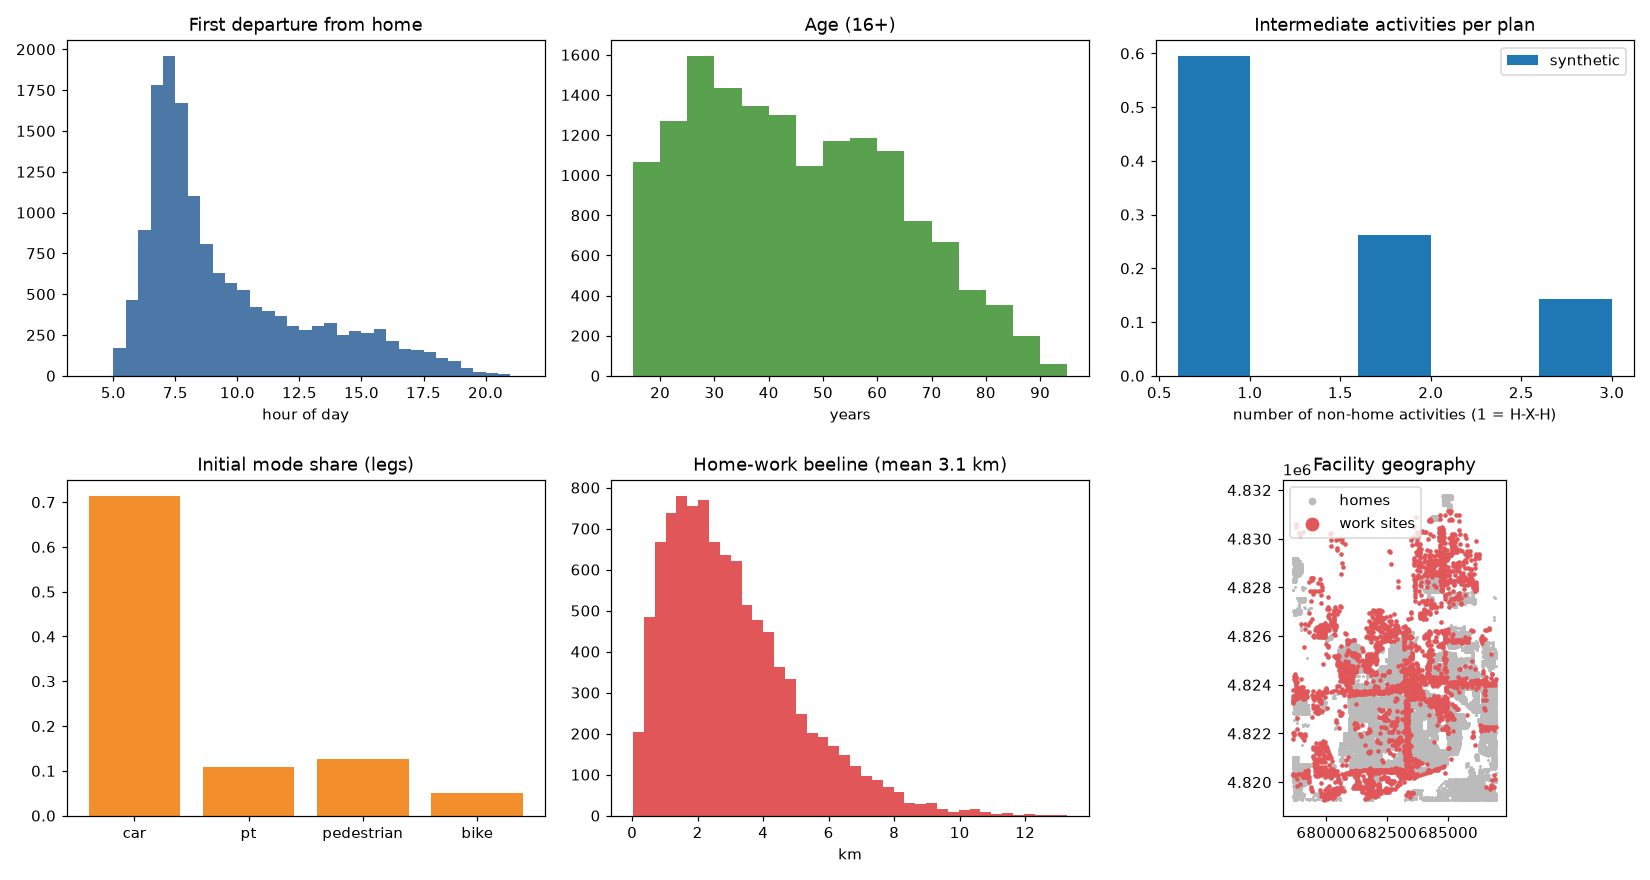 First departure from home
2000
1750
1500
1250
1000
750
500
250
0
5.0 7.5 10.0 12.5 15.0 17.5 20.0
hour of day
Age (16+)
1600
1400
1200
1000
800
600
400
200
0
20 30 40 50 60 70 80 90
years
Intermediate activities per plan
synthetic
0.6
0.5
0.4
0.3
0.2
0.1
0.0
0.5 1.0 1.5 2.0 2.5 3.0
number of non-home activities (1 = H-X-H)
Initial mode share (legs)
0.7
0.6
0.5
0.4
0.3
0.2
0.1
0.0
car pt pedestrian bike
Home-work beeline (mean 3.1 km)
800
700
600
500
400
300
200
100
0
0 2 4 6 8 10 12
km
Facility geography
1e6
homes
work sites
4.832
4.830
4.828
4.826
4.824
4.822
4.820
680000 682500 685000